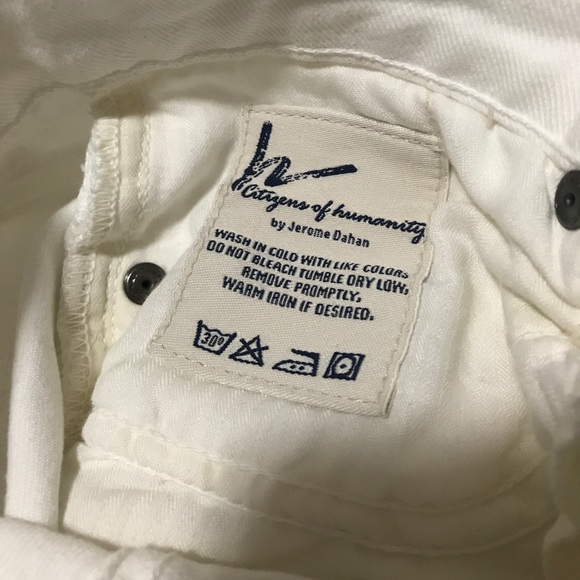 Citizens of humanity
by Jerome Dahan
WASH IN COLD WITH LIKE COLORS
DO NOT BLEACH TUMBLE DRY LOW,
REMOVE PROMPTLY,
WARM IRON IF DESIRED.
30°